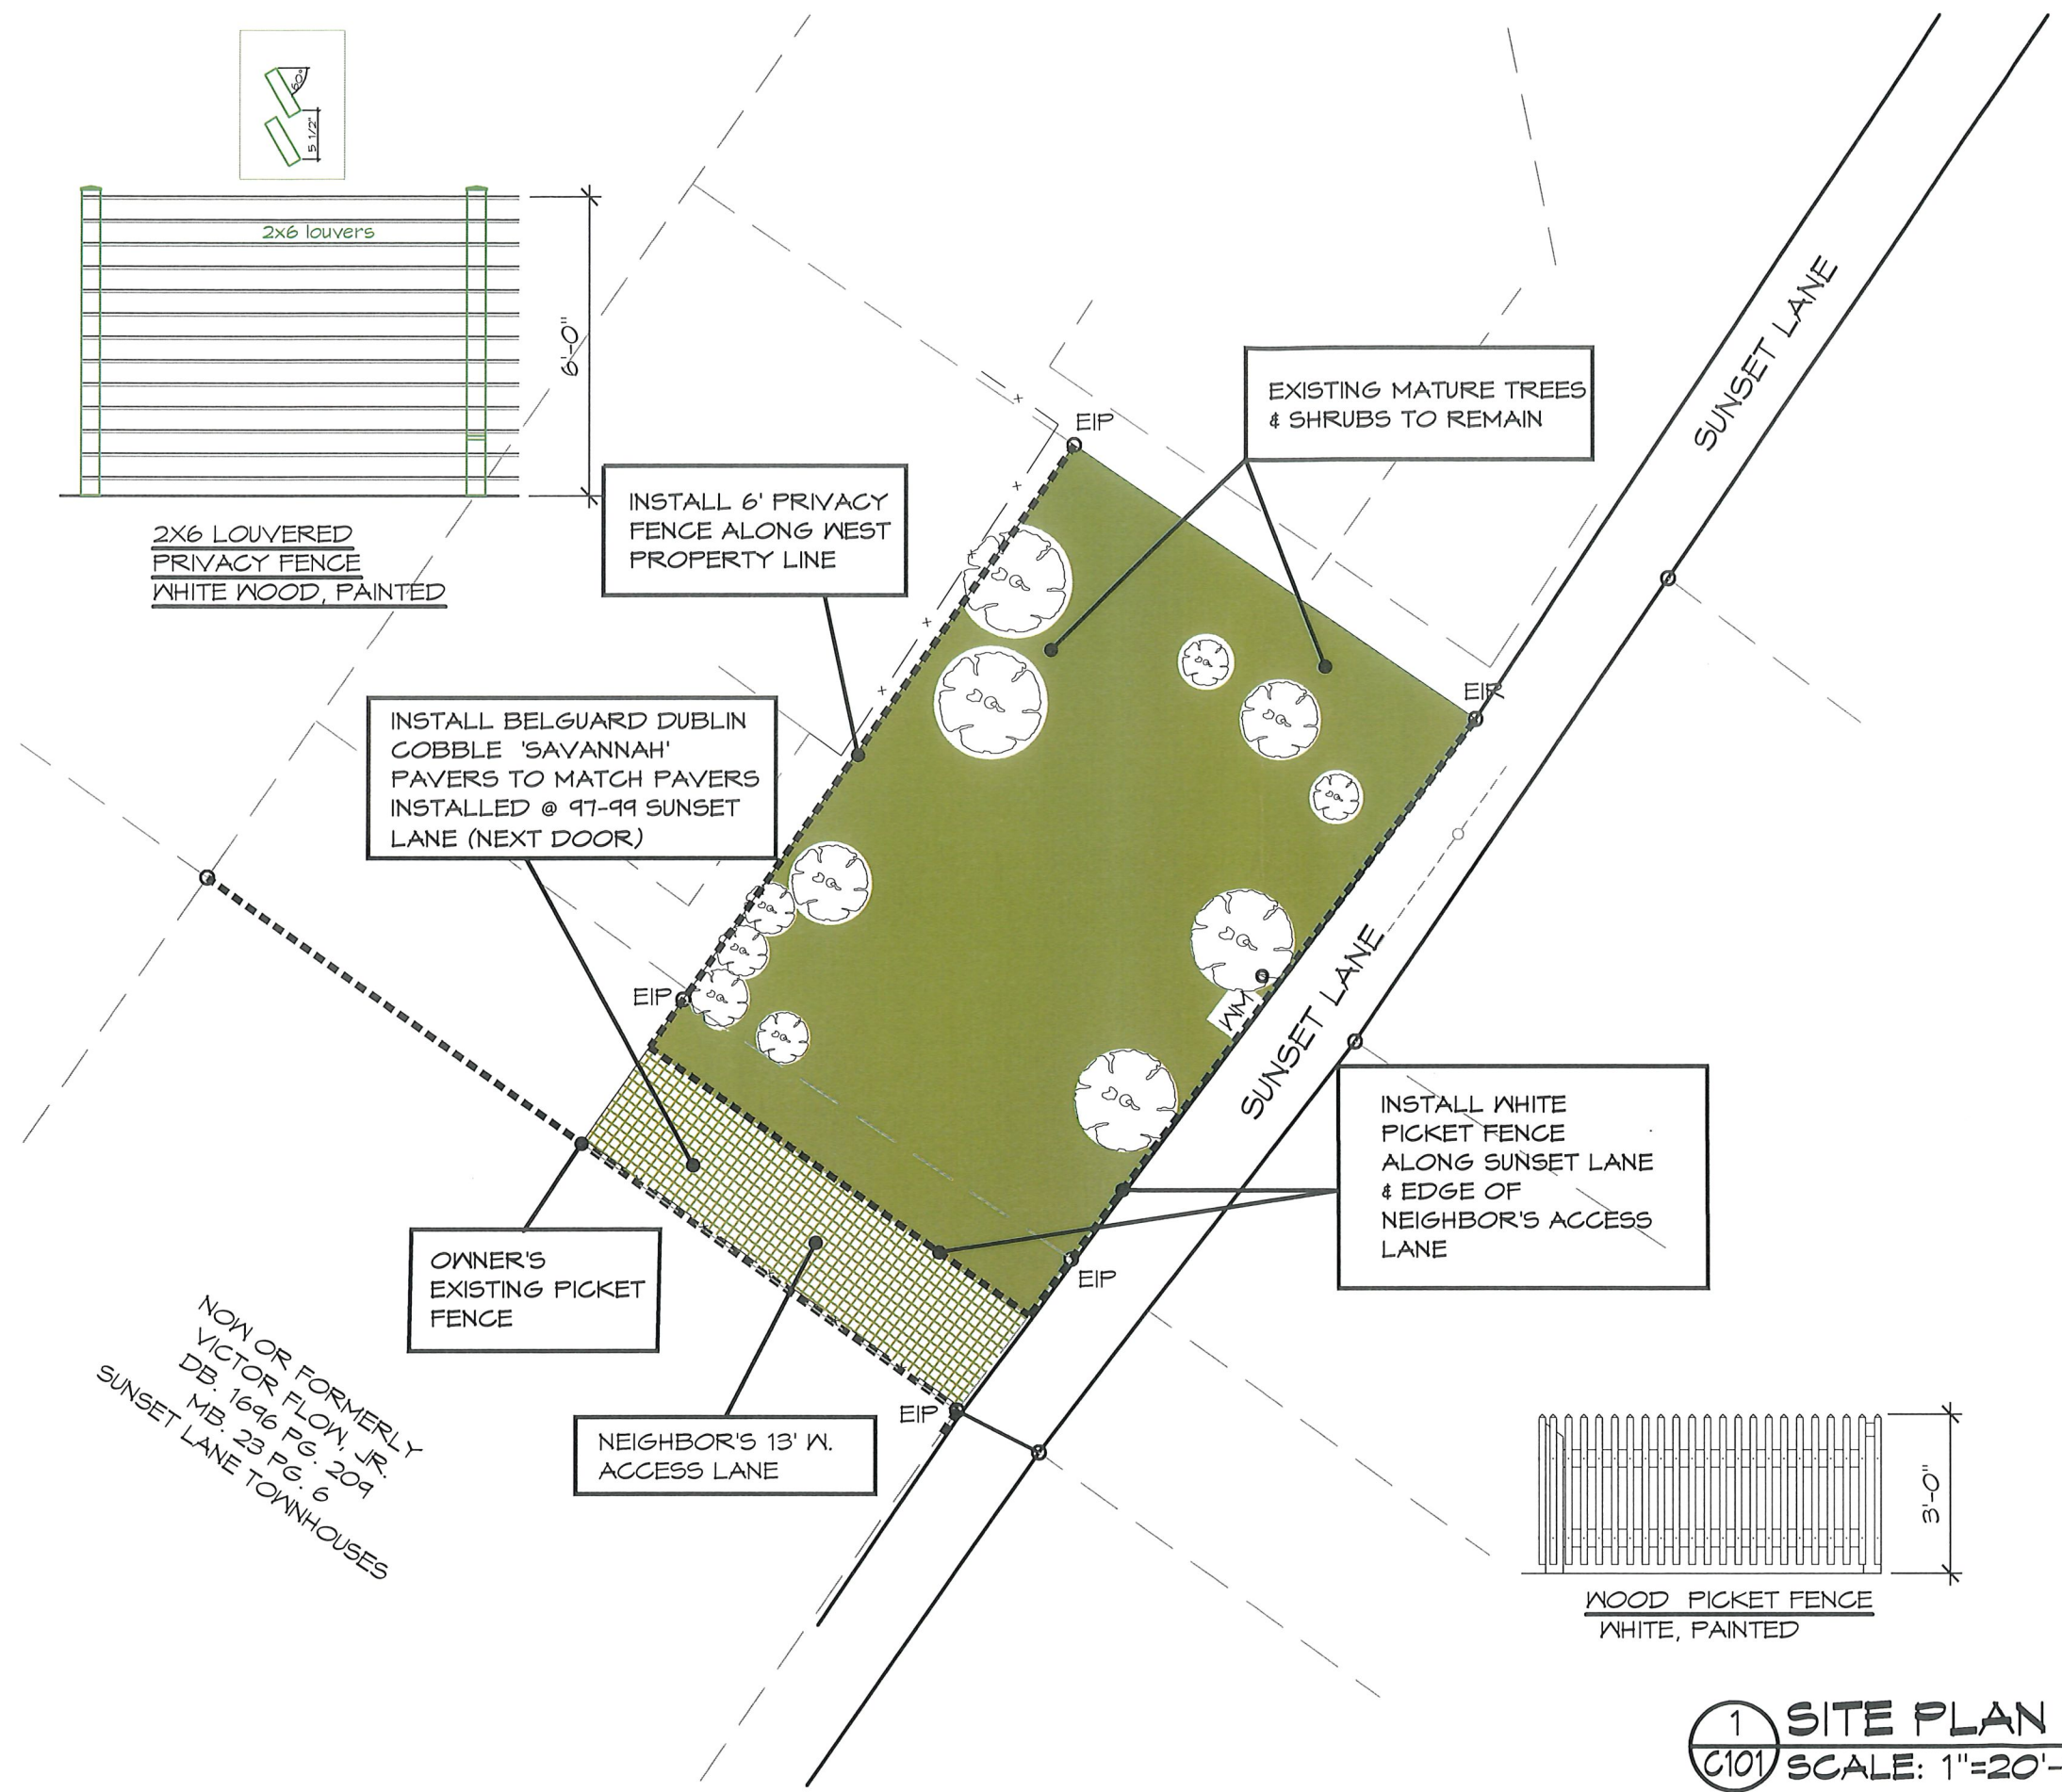 60°
5 1/2"
2x6 louvers
6'-0"
2X6 LOUVERED
PRIVACY FENCE
WHITE WOOD, PAINTED
INSTALL 6' PRIVACY
FENCE ALONG WEST
PROPERTY LINE
EIP
EXISTING MATURE TREES
& SHRUBS TO REMAIN
SUNSET LANE
INSTALL BELGUARD DUBLIN
COBBLE 'SAVANNAH'
PAVERS TO MATCH PAVERS
INSTALLED @ 97-99 SUNSET
LANE (NEXT DOOR)
EIR
EIP
WM
SUNSET LANE
INSTALL WHITE
PICKET FENCE
ALONG SUNSET LANE
& EDGE OF
NEIGHBOR'S ACCESS
LANE
OWNER'S
EXISTING PICKET
FENCE
EIP
NOW OR FORMERLY
VICTOR FLOW, JR.
DB. 1696 PG. 209
MB. 23 PG. 6
SUNSET LANE TOWNHOUSES
EIP
NEIGHBOR'S 13' W.
ACCESS LANE
3'-0"
WOOD PICKET FENCE
WHITE, PAINTED
1
C101
SITE PLAN
SCALE: 1"=20'-